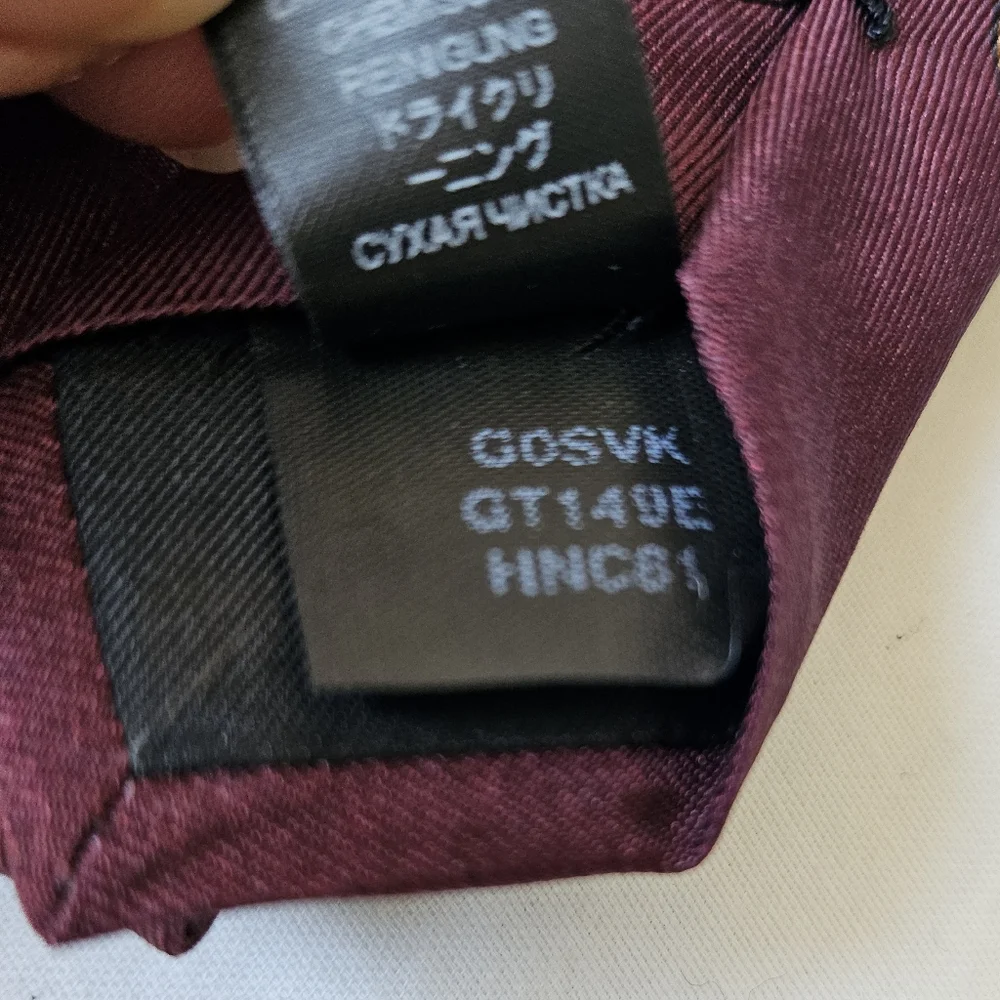 REINIGUNG
ドライクリ
ーニング
СУХАЯ ЧИСТКА
G0SVK
GT149E
HNC81